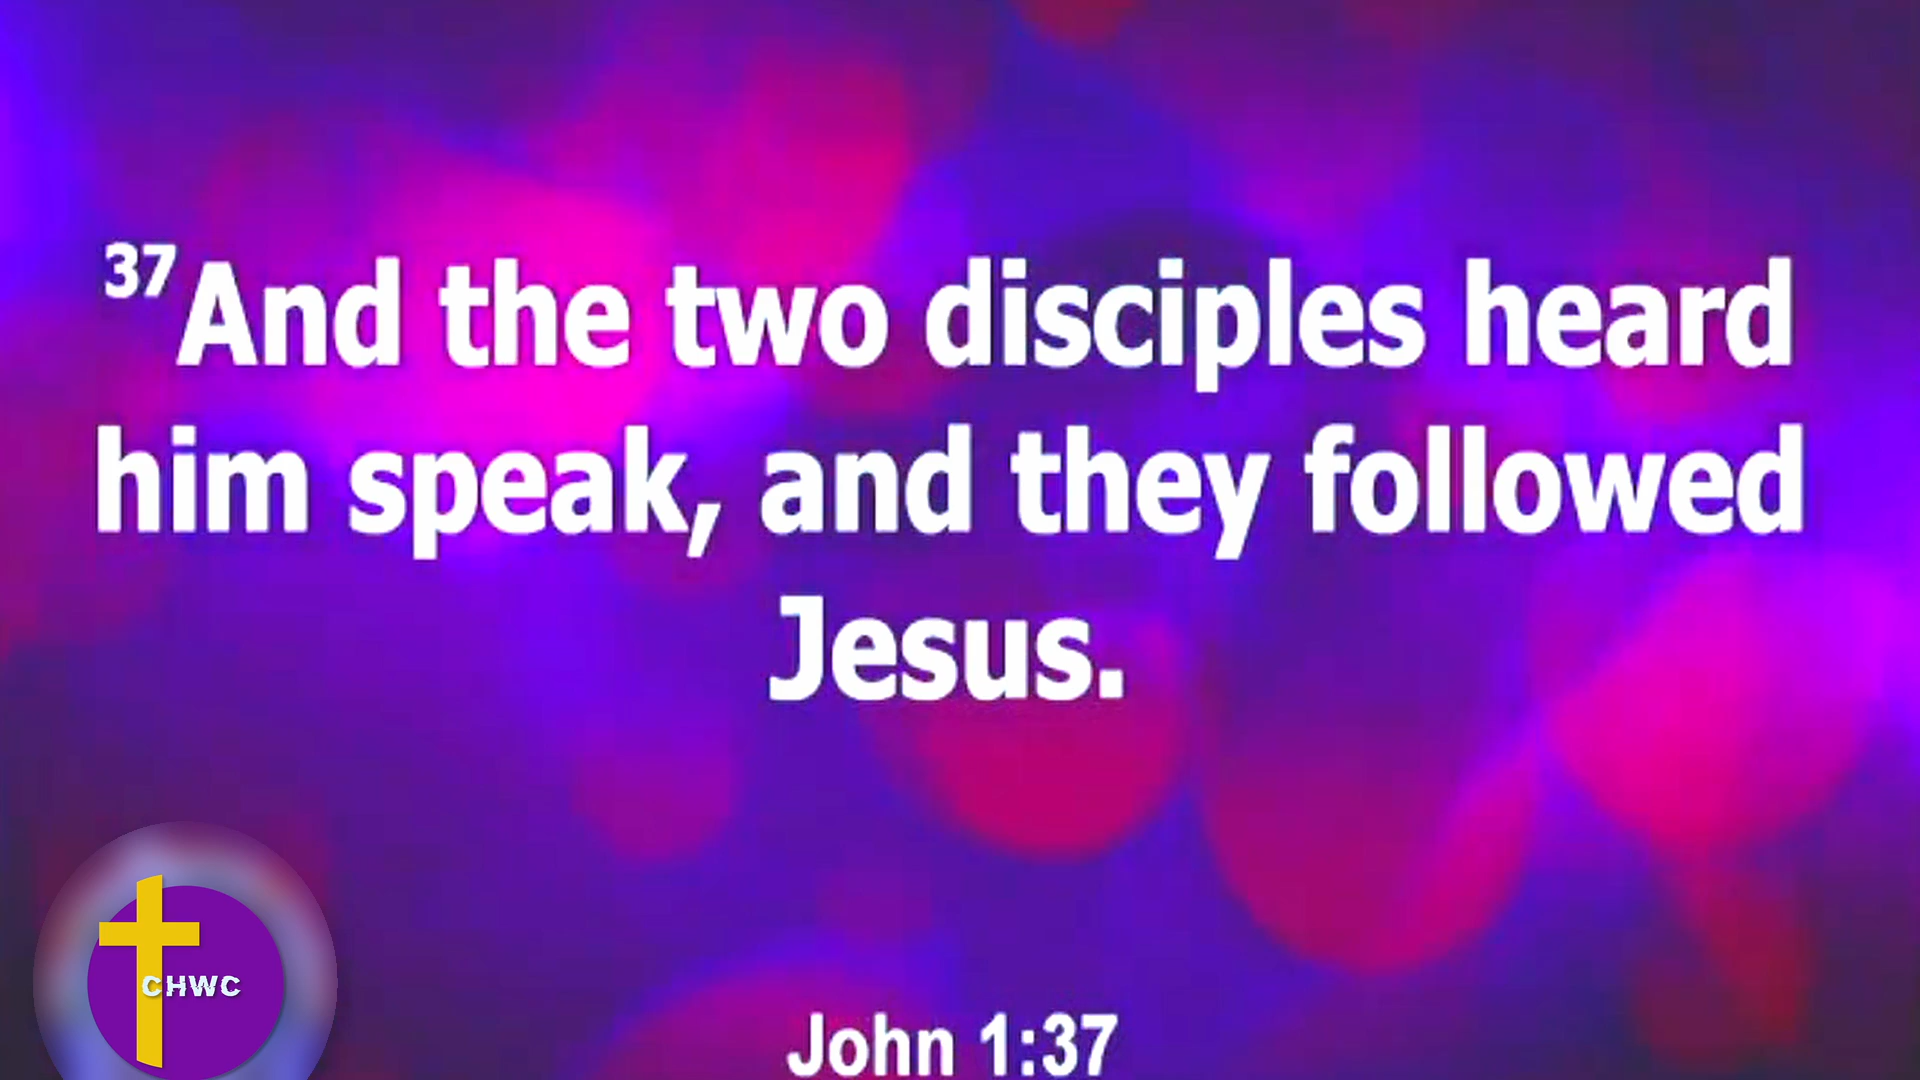 37And the two disciples heard
him speak, and they followed
Jesus.
CHWC
John 1:37